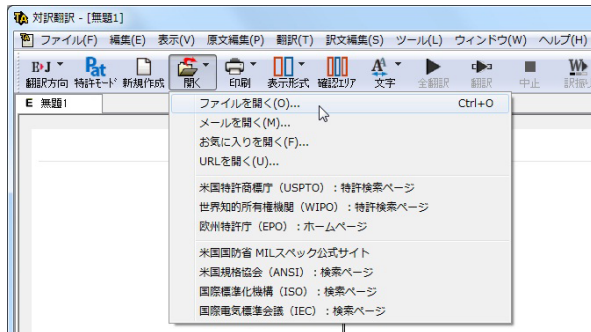 対訳翻訳 - [無題1]
ファイル(F) 編集(E) 表示(V) 原文編集(P) 翻訳(T) 訳文編集(S) ツール(L) ウィンドウ(W) ヘルプ(H)
E▸J Pat W
翻訳方向 特許モード 新規作成 開く 印刷 表示形式 確認エリア 文字 全翻訳 翻訳 中止
E 無題1
ファイルを開く(O)... Ctrl+O
メールを開く(M)...
お気に入りを開く(F)...
URLを開く(U)...
米国特許商標庁（USPTO）：特許検索ページ
世界知的所有権機関（WIPO）：特許検索ページ
欧州特許庁（EPO）：ホームページ
米国国防省 MILスペック公式サイト
米国規格協会（ANSI）：検索ページ
国際標準化機構（ISO）：検索ページ
国際電気標準会議（IEC）：検索ページ